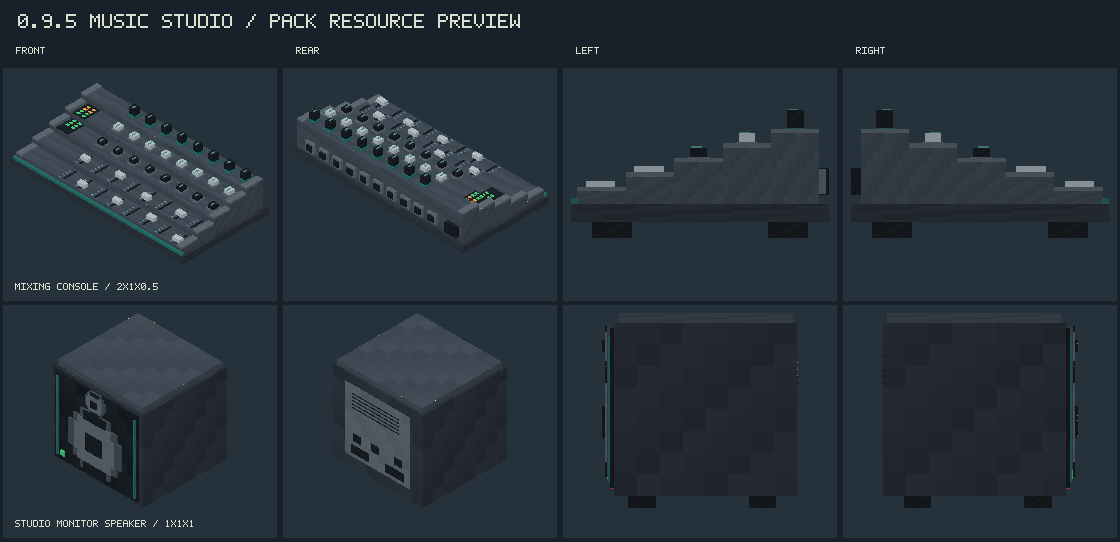 0.9.5 MUSIC STUDIO / PACK RESOURCE PREVIEW
FRONT
REAR
LEFT
RIGHT
MIXING CONSOLE / 2X1X0.5
STUDIO MONITOR SPEAKER / 1X1X1